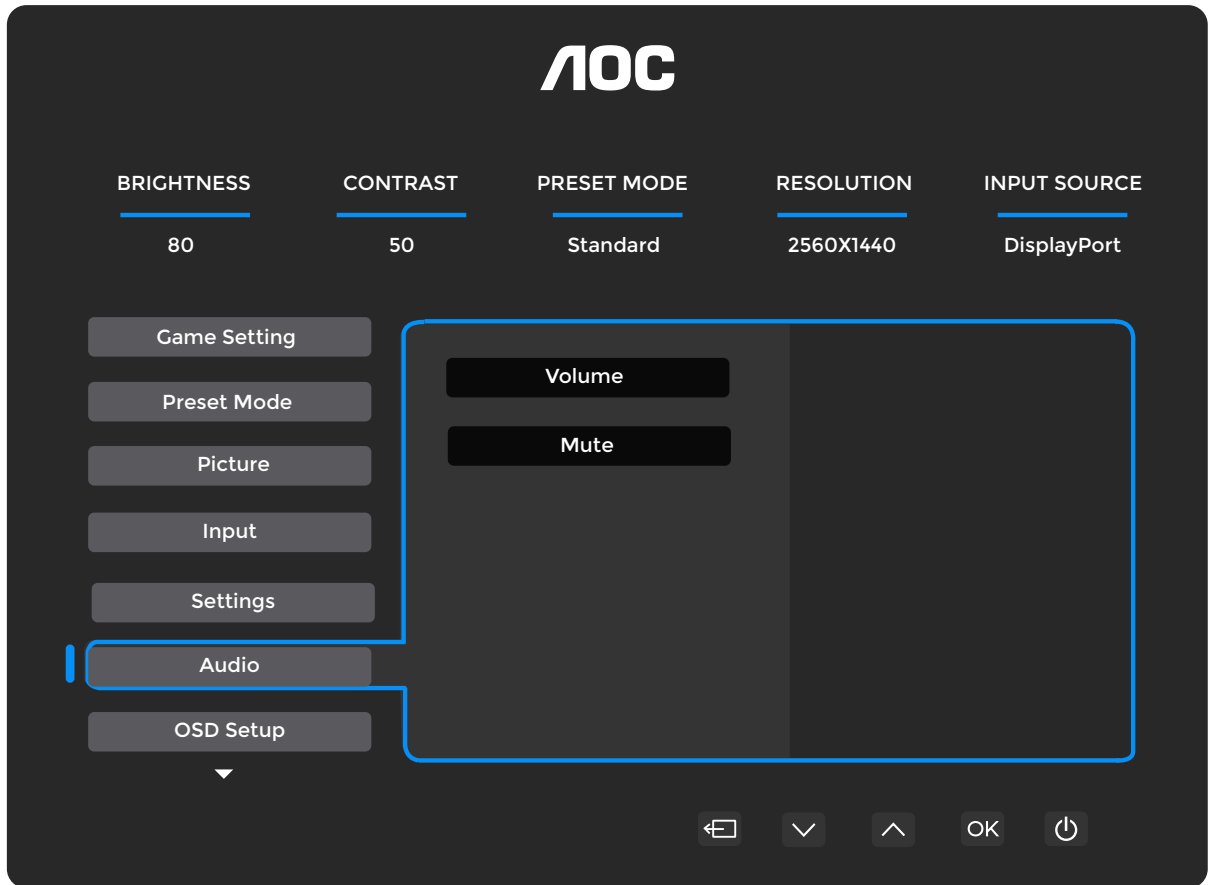 AOC
BRIGHTNESS CONTRAST PRESET MODE RESOLUTION INPUT SOURCE
80 50 Standard 2560X1440 DisplayPort
Game Setting
Preset Mode
Picture
Input
Settings
Audio
OSD Setup
Volume
Mute
OK